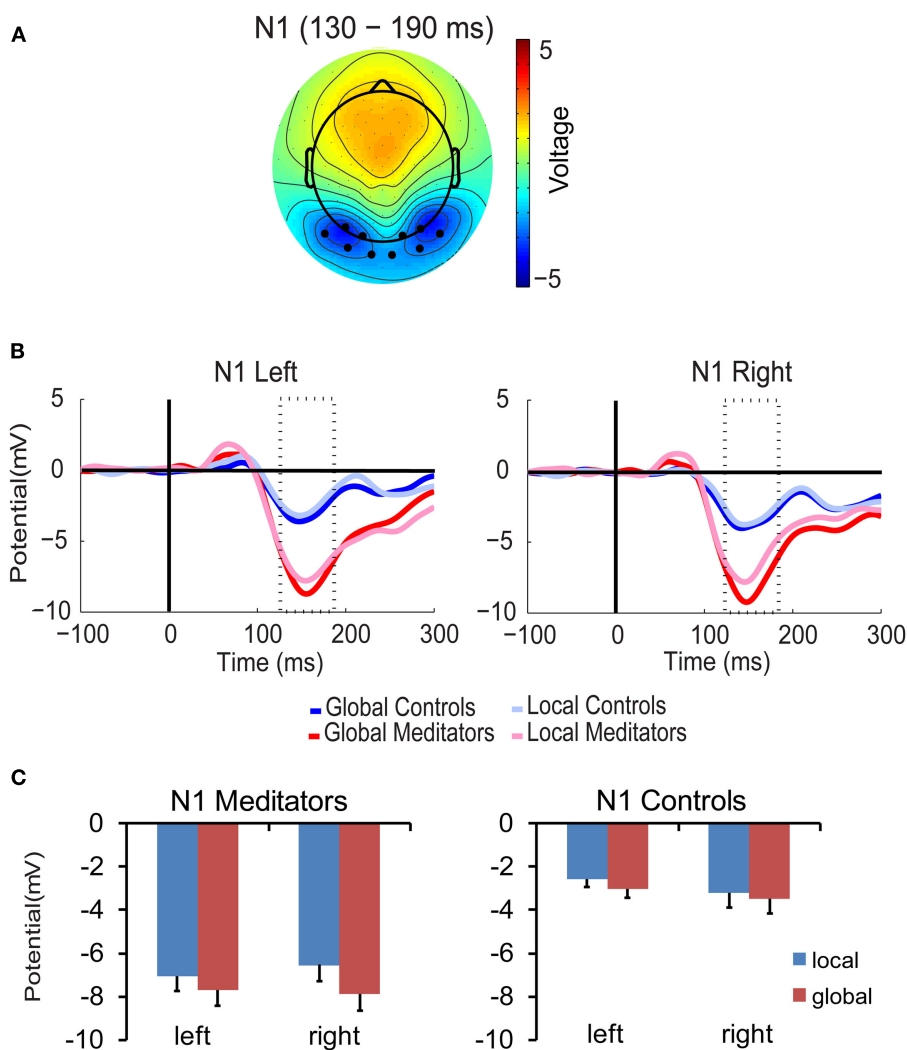 A
N1 (130 − 190 ms)
5
Voltage
−5
B
N1 Left
N1 Right
5
0
−5
−10
Potential(mV)
−100 0 100 200 300
Time (ms)
5
0
−5
−10
−100 0 100 200 300
Time (ms)
Global Controls
Local Controls
Global Meditators
Local Meditators
C
N1 Meditators
N1 Controls
0
-2
-4
-6
-8
-10
Potential(mV)
left right
0
-2
-4
-6
-8
-10
left right
local
global